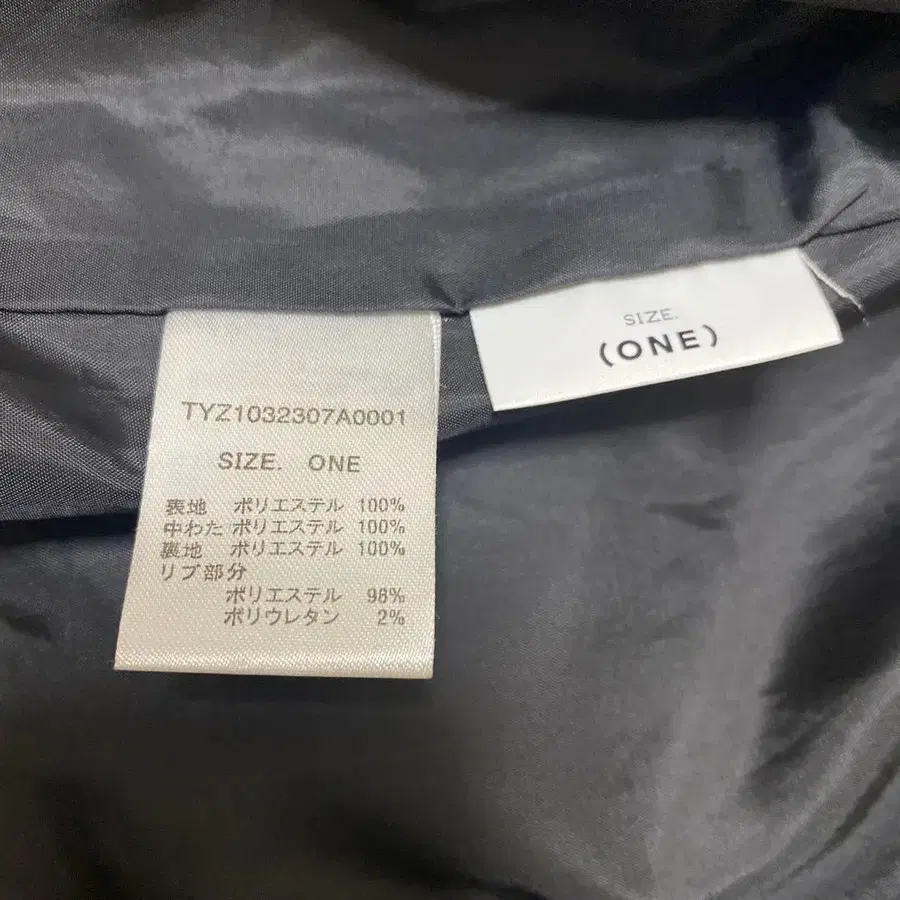 TYZ1032307A0001
SIZE. ONE
表地 ポリエステル 100%
中わた ポリエステル 100%
裏地 ポリエステル 100%
リブ部分
ポリエステル 98%
ポリウレタン 2%
SIZE.
(ONE)